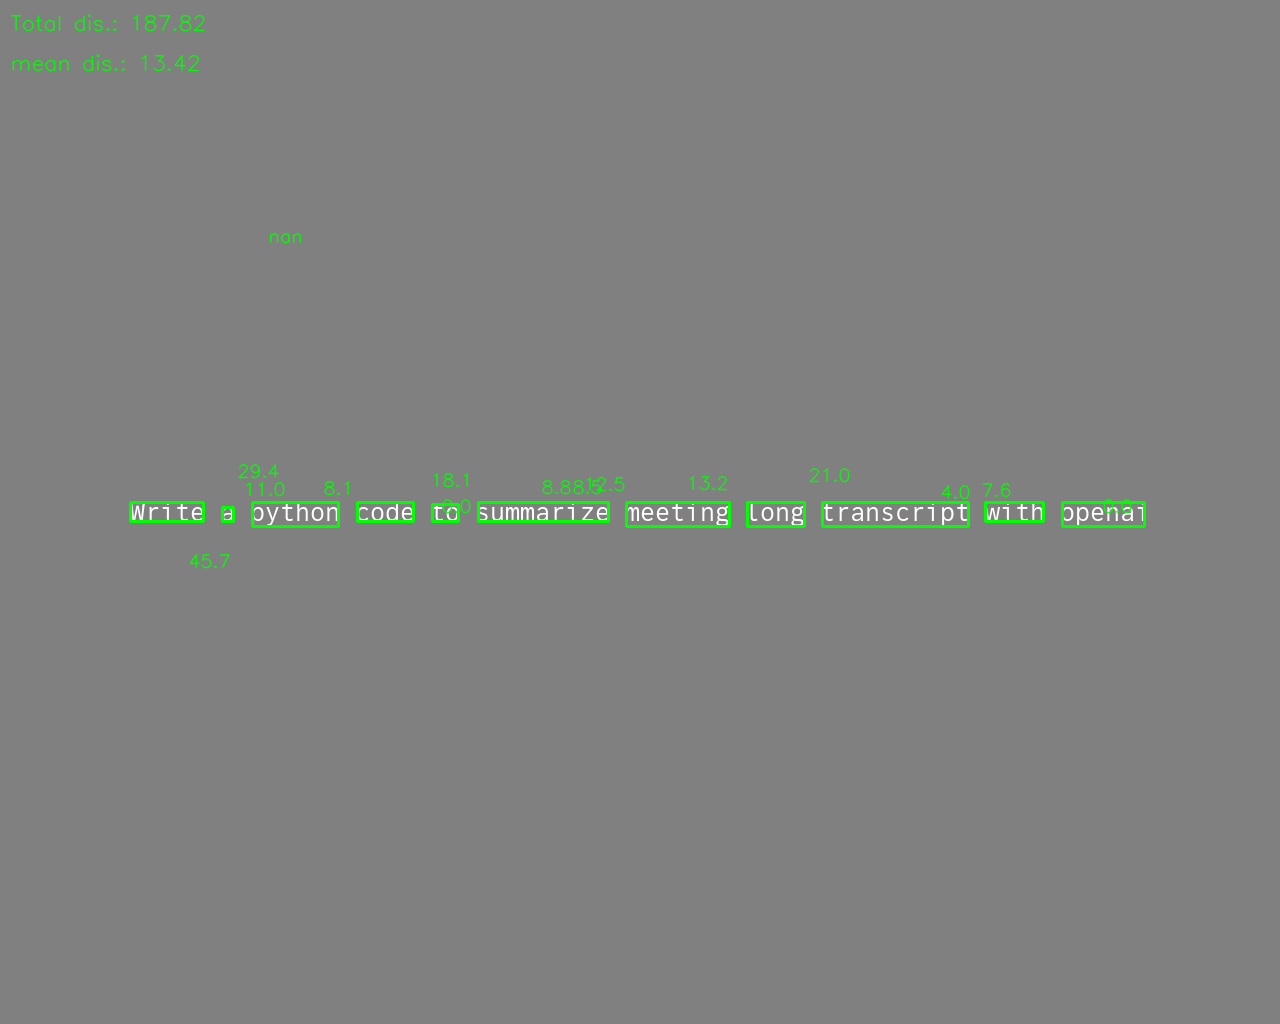 Total dis.: 187.82
mean dis.: 13.42
nan
29.4 11.0 8.1 18.1 8.8 8.5 12.5 13.2 21.0 4.0 7.6
Write a python code to summarize meeting long transcript with openai
45.7